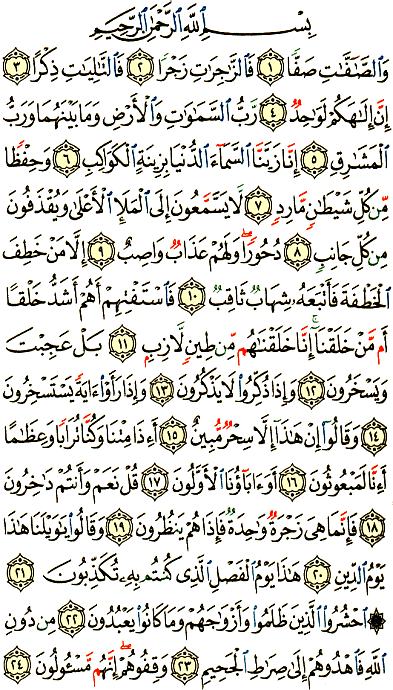 بِسْمِ ٱللَّهِ ٱلرَّحْمَٰنِ ٱلرَّحِيمِ
وَٱلصَّٰٓفَّٰتِ صَفًّا ١ فَٱلزَّٰجِرَٰتِ زَجْرًا ٢ فَٱلتَّٰلِيَٰتِ ذِكْرًا ٣
إِنَّ إِلَٰهَكُمْ لَوَٰحِدٌ ٤ رَّبُّ ٱلسَّمَٰوَٰتِ وَٱلْأَرْضِ وَمَا بَيْنَهُمَا وَرَبُّ
ٱلْمَشَٰرِقِ ٥ إِنَّا زَيَّنَّا ٱلسَّمَآءَ ٱلدُّنْيَا بِزِينَةٍ ٱلْكَوَاكِبِ ٦ وَحِفْظًا
مِّن كُلِّ شَيْطَٰنٍ مَّارِدٍ ٧ لَّا يَسَّمَّعُونَ إِلَى ٱلْمَلَإِ ٱلْأَعْلَىٰ وَيُقْذَفُونَ
مِن كُلِّ جَانِبٍ ٨ دُحُورًا ۖ وَلَهُمْ عَذَابٌ وَاصِبٌ ٩ إِلَّا مَنْ خَطِفَ
ٱلْخَطْفَةَ فَأَتْبَعَهُۥ شِهَابٌ ثَاقِبٌ ١٠ فَٱسْتَفْتِهِمْ أَهُمْ أَشَدُّ خَلْقًا
أَم مَّنْ خَلَقْنَآ ۚ إِنَّا خَلَقْنَٰهُم مِّن طِينٍ لَّازِبٍۭ ١١ بَلْ عَجِبْتَ
وَيَسْخَرُونَ ١٢ وَإِذَا ذُكِّرُوا۟ لَا يَذْكُرُونَ ١٣ وَإِذَا رَأَوْا۟ ءَايَةً يَسْتَسْخِرُونَ
١٤ وَقَالُوٓا۟ إِنْ هَٰذَآ إِلَّا سِحْرٌ مُّبِينٌ ١٥ أَءِذَا مِتْنَا وَكُنَّا تُرَابًا وَعِظَٰمًا
أَءِنَّا لَمَبْعُوثُونَ ١٦ أَوَءَابَآؤُنَا ٱلْأَوَّلُونَ ١٧ قُلْ نَعَمْ وَأَنتُمْ دَٰخِرُونَ
١٨ فَإِنَّمَا هِىَ زَجْرَةٌ وَٰحِدَةٌ فَإِذَا هُمْ يَنظُرُونَ ١٩ وَقَالُوا۟ يَٰوَيْلَنَا هَٰذَا
يَوْمُ ٱلدِّينِ ٢٠ هَٰذَا يَوْمُ ٱلْفَصْلِ ٱلَّذِى كُنتُم بِهِۦ تُكَذِّبُونَ ٢١
۞ ٱحْشُرُوا۟ ٱلَّذِينَ ظَلَمُوا۟ وَأَزْوَٰجَهُمْ وَمَا كَانُوا۟ يَعْبُدُونَ ٢٢ مِن دُونِ
ٱللَّهِ فَٱهْدُوهُمْ إِلَىٰ صِرَٰطِ ٱلْجَحِيمِ ٢٣ وَقِفُوهُمْ ۖ إِنَّهُم مَّسْـُٔولُونَ ٢٤